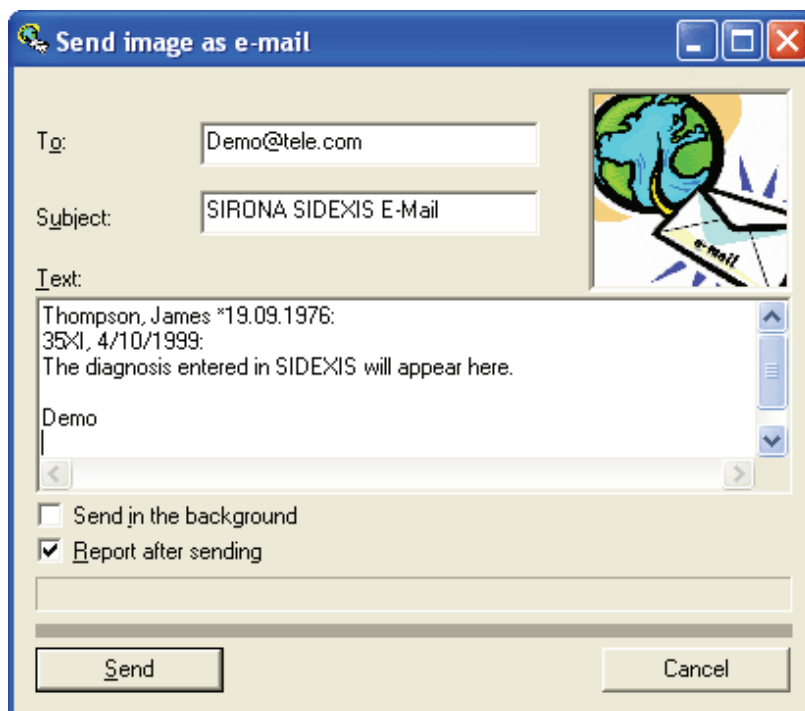 Send image as e-mail
To:
Demo@tele.com
Subject:
SIRONA SIDEXIS E-Mail
e-mail
Text:
Thompson, James *19.09.1976:
35XI, 4/10/1999:
The diagnosis entered in SIDEXIS will appear here.
Demo
Send in the background
Report after sending
Send
Cancel